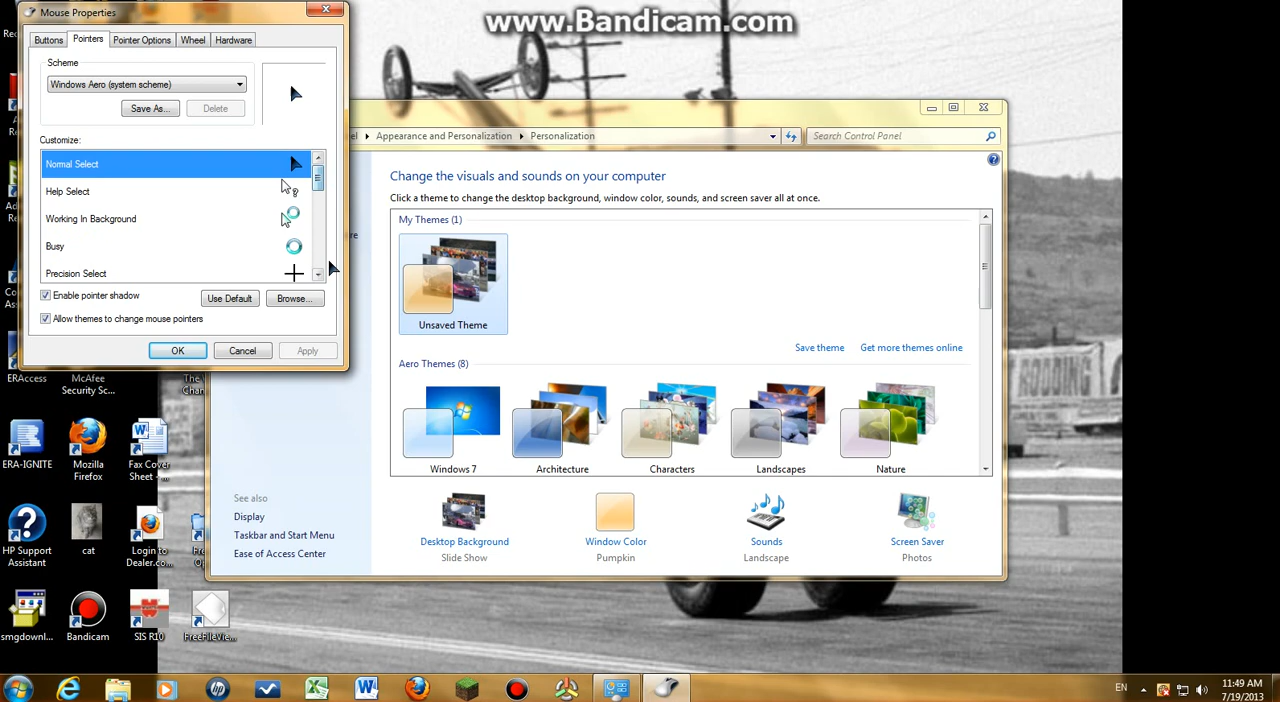 www.Bandicam.com
Mouse Properties
Buttons
Pointers
Pointer Options
Wheel
Hardware
Scheme
Windows Aero (system scheme)
Save As...
Delete
Customize:
Normal Select
Help Select
Working In Background
Busy
Precision Select
Enable pointer shadow
Use Default
Browse...
Allow themes to change mouse pointers
OK
Cancel
Apply
Appearance and Personalization
Personalization
Search Control Panel
Change the visuals and sounds on your computer
Click a theme to change the desktop background, window color, sounds, and screen saver all at once.
My Themes (1)
Unsaved Theme
Save theme
Get more themes online
Aero Themes (8)
Windows 7
Architecture
Characters
Landscapes
Nature
See also
Display
Taskbar and Start Menu
Ease of Access Center
Desktop Background
Slide Show
Window Color
Pumpkin
Sounds
Landscape
Screen Saver
Photos
ERAccess
McAfee
Security Sc...
ERA-IGNITE
Mozilla
Firefox
Fax Cover
Sheet - ...
HP Support
Assistant
cat
Login to
Dealer.co...
smgdownl...
Bandicam
SIS R10
FreeFileVie...
EN
11:49 AM
7/19/2013